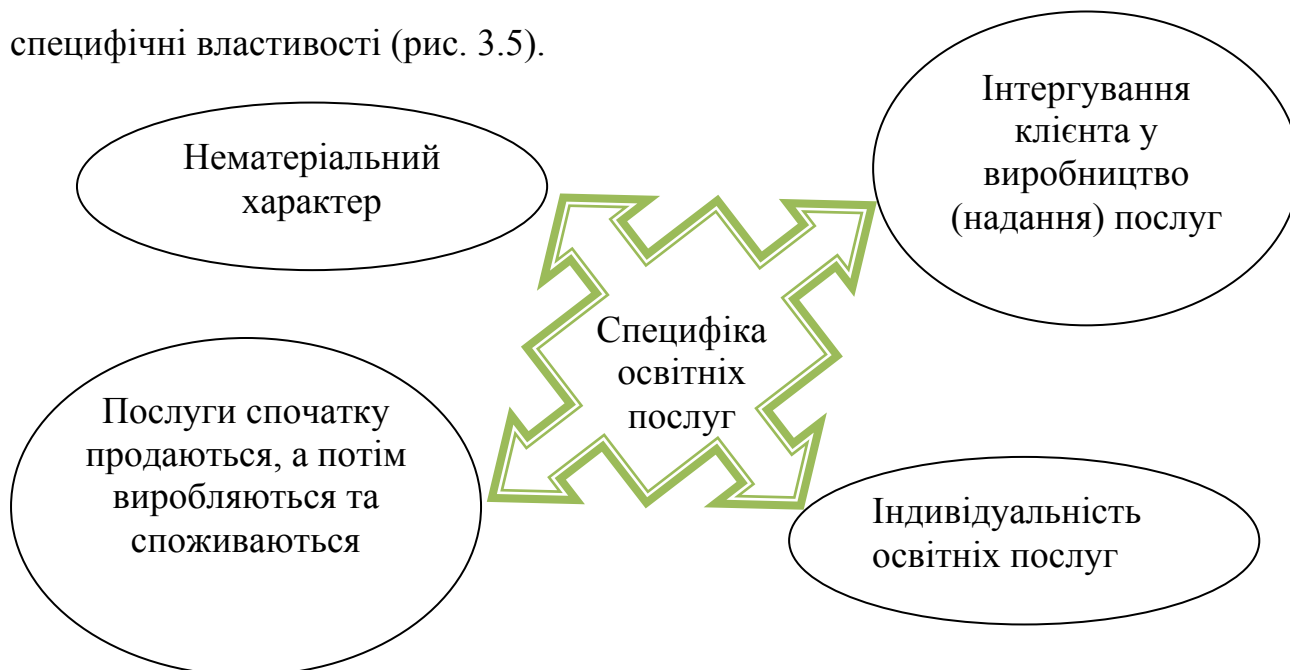 специфічні властивості (рис. 3.5).
Нематеріальний
характер
Інтергування
клієнта у
виробництво
(надання) послуг
Специфіка
освітніх
послуг
Послуги спочатку
продаються, а потім
виробляються та
споживаються
Індивідуальність
освітніх послуг